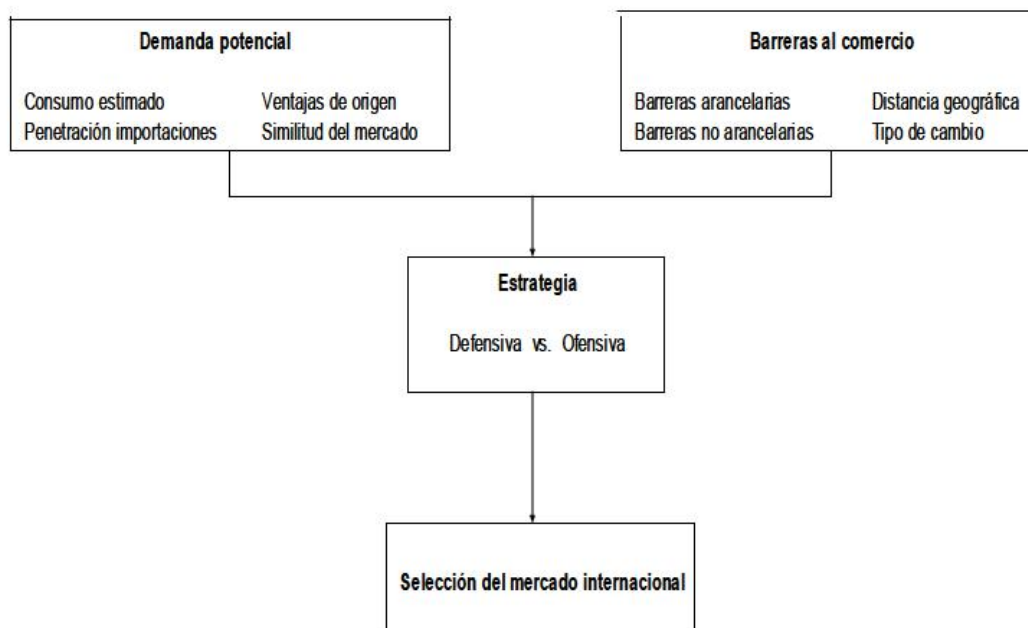 Demanda potencial
Consumo estimado Ventajas de origen
Penetración importaciones Similitud del mercado
Barreras al comercio
Barreras arancelarias Distancia geográfica
Barreras no arancelarias Tipo de cambio
Estrategia
Defensiva vs. Ofensiva
Selección del mercado internacional